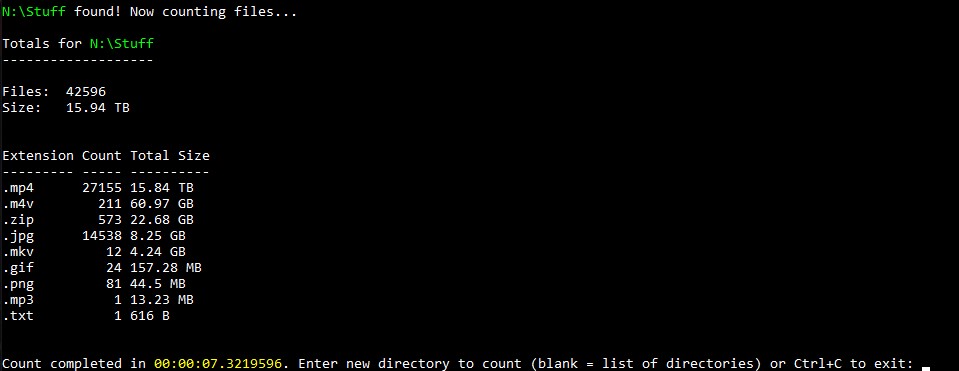 N:\Stuff found! Now counting files...
Totals for N:\Stuff
-------------------
Files:  42596
Size:   15.94 TB
Extension Count Total Size
--------- ----- ----------
.mp4      27155 15.84 TB
.m4v        211 60.97 GB
.zip        573 22.68 GB
.jpg      14538 8.25 GB
.mkv         12 4.24 GB
.gif         24 157.28 MB
.png         81 44.5 MB
.mp3          1 13.23 MB
.txt          1 616 B
Count completed in 00:00:07.3219596. Enter new directory to count (blank = list of directories) or Ctrl+C to exit: